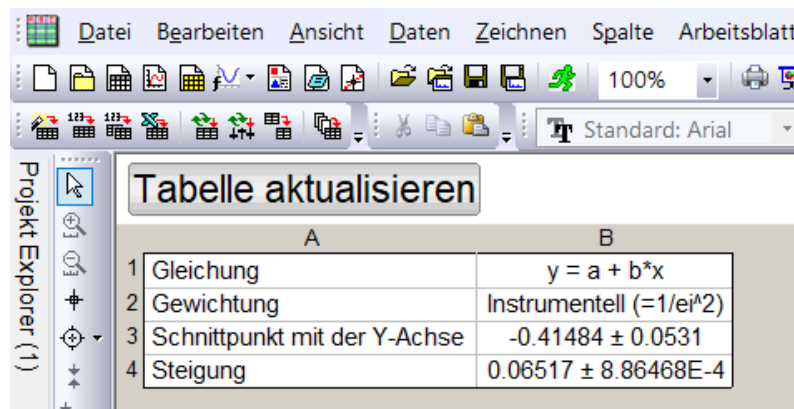 Datei Bearbeiten Ansicht Daten Zeichnen Spalte Arbeitsblatt
100%
Standard: Arial
Projekt Explorer (1)
Tabelle aktualisieren
A B
1 Gleichung y = a + b*x
2 Gewichtung Instrumentell (=1/ei^2)
3 Schnittpunkt mit der Y-Achse -0.41484 ± 0.0531
4 Steigung 0.06517 ± 8.86468E-4